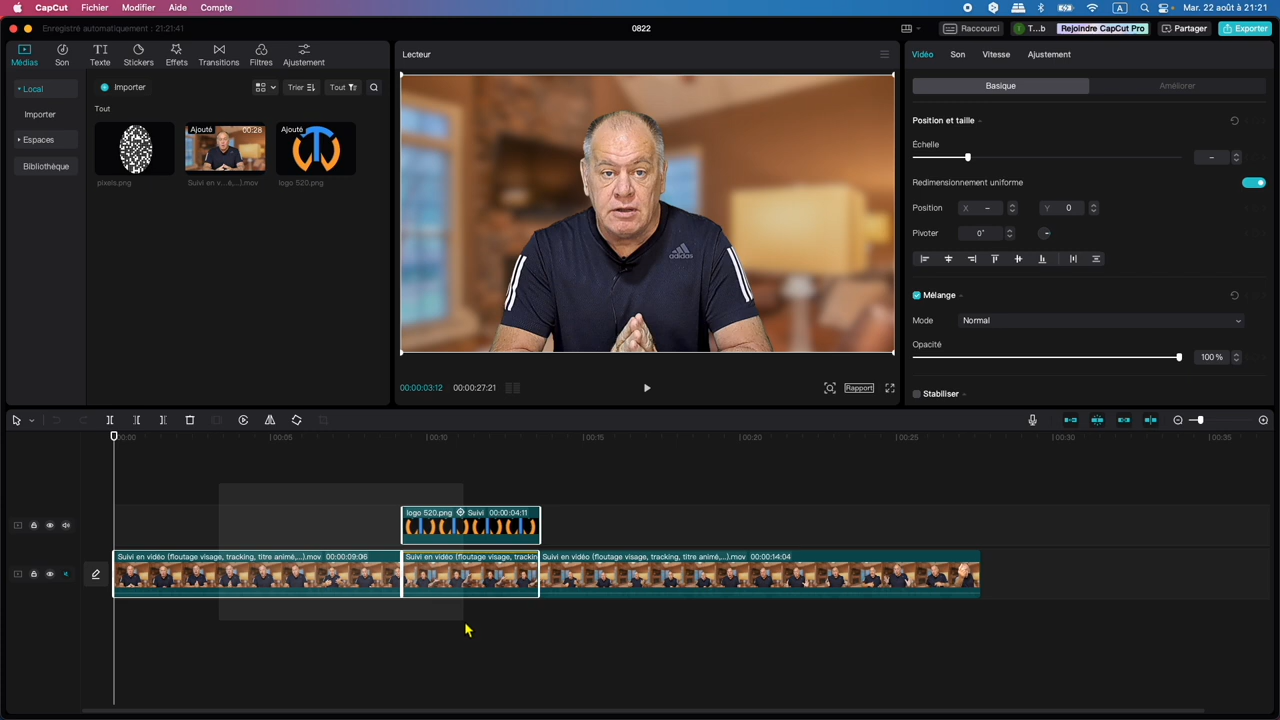 CapCut Fichier Modifier Aide Compte A Mar. 22 août à 21:21
Enregistré automatiquement : 21:21:41 0822 Raccourci T T...b Rejoindre CapCut Pro Partager Exporter
Médias Son Texte Stickers Effets Transitions Filtres Ajustement
Local
Importer
Espaces
Bibliothèque
Importer Trier Tout
Tout
Ajouté 00:28 Ajouté
pixels.png Suivi en v...é,...).mov logo 520.png
Lecteur
adidas
00:00:03:12 00:00:27:21 Rapport
Vidéo Son Vitesse Ajustement
Basique Améliorer
Position et taille
Échelle
–
Redimensionnement uniforme
Position X – Y 0
Pivoter 0° -
Mélange
Mode Normal
Opacité
100 %
Stabiliser
00:00 00:05 00:10 00:15 00:20 00:25 00:30 00:35
logo 520.png Suivi 00:00:04:11
Suivi en vidéo (floutage visage, tracking, titre animé,...).mov 00:00:09:06 Suivi en vidéo (floutage visage, trackin Suivi en vidéo (floutage visage, tracking, titre animé,...).mov 00:00:14:04